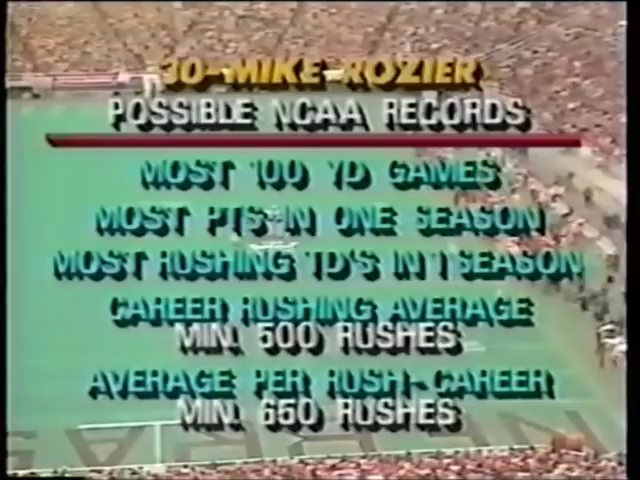 30-MIKE ROZIER
POSSIBLE NCAA RECORDS
MOST 100 YD GAMES
MOST PTS IN ONE SEASON
MOST RUSHING TD'S IN 1 SEASON
CAREER RUSHING AVERAGE
MIN. 500 RUSHES
AVERAGE PER RUSH-CAREER
MIN. 650 RUSHES